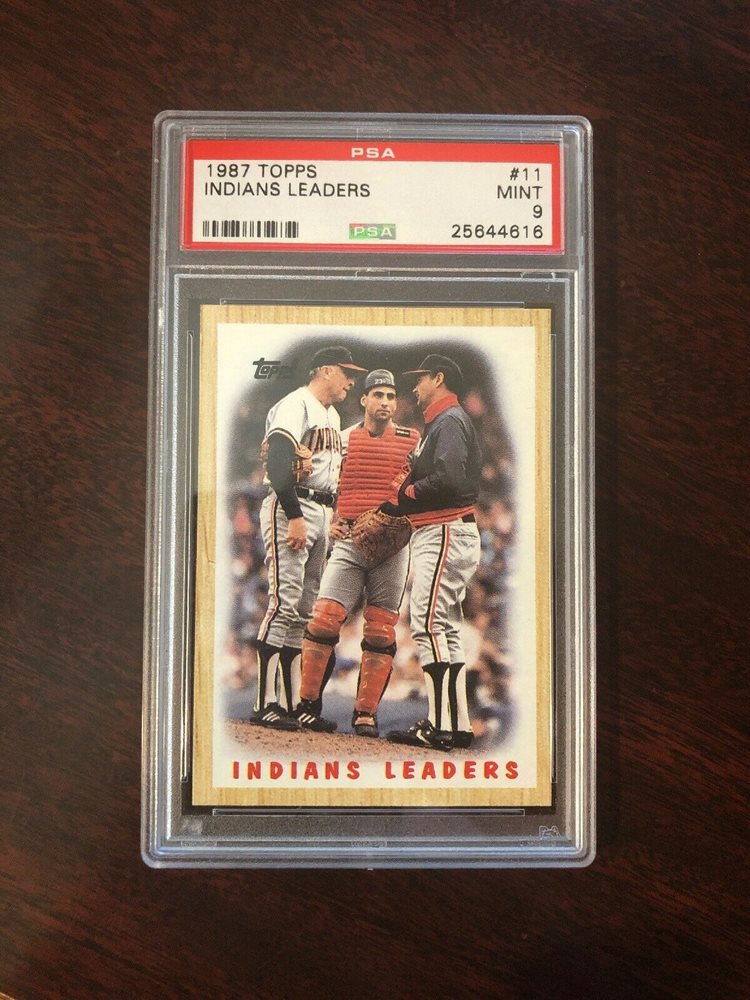 PSA
1987 TOPPS #11
INDIANS LEADERS MINT
9
PSA 25644616
Topps
INDIANS LEADERS